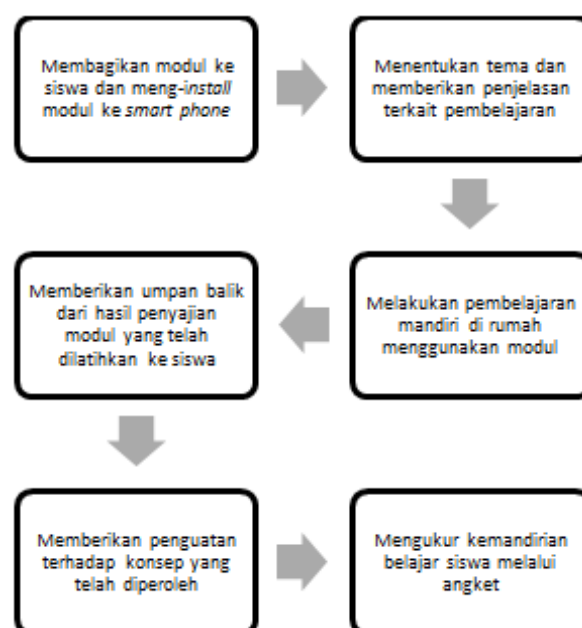 Membagikan modul ke
siswa dan meng-install
modul ke smart phone
Menentukan tema dan
memberikan penjelasan
terkait pembelajaran
Melakukan pembelajaran
mandiri di rumah
menggunakan modul
Memberikan umpan balik
dari hasil penyajian
modul yang telah
dilatihkan ke siswa
Memberikan penguatan
terhadap konsep yang
telah diperoleh
Mengukur kemandirian
belajar siswa melalui
angket